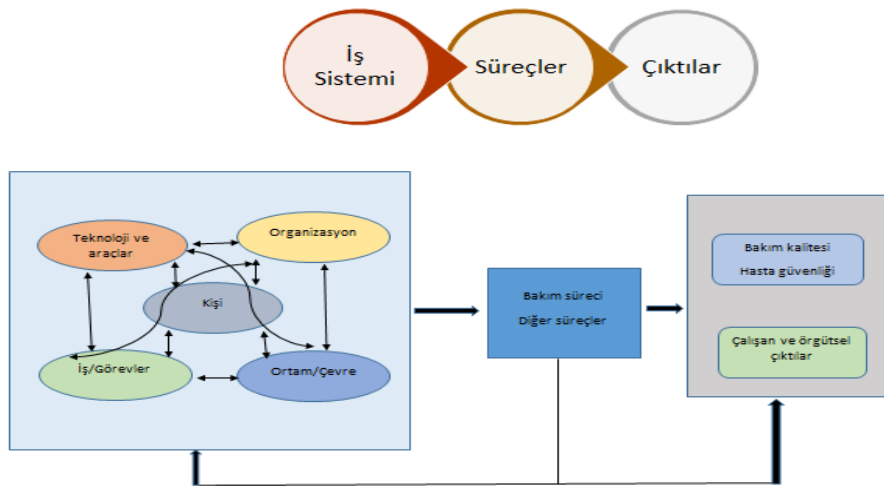 İş
Sistemi
Süreçler
Çıktılar
Teknoloji ve
araçlar
Organizasyon
Kişi
İş/Görevler
Ortam/Çevre
Bakım süreci
Diğer süreçler
Bakım kalitesi
Hasta güvenliği
Çalışan ve örgütsel
çıktılar